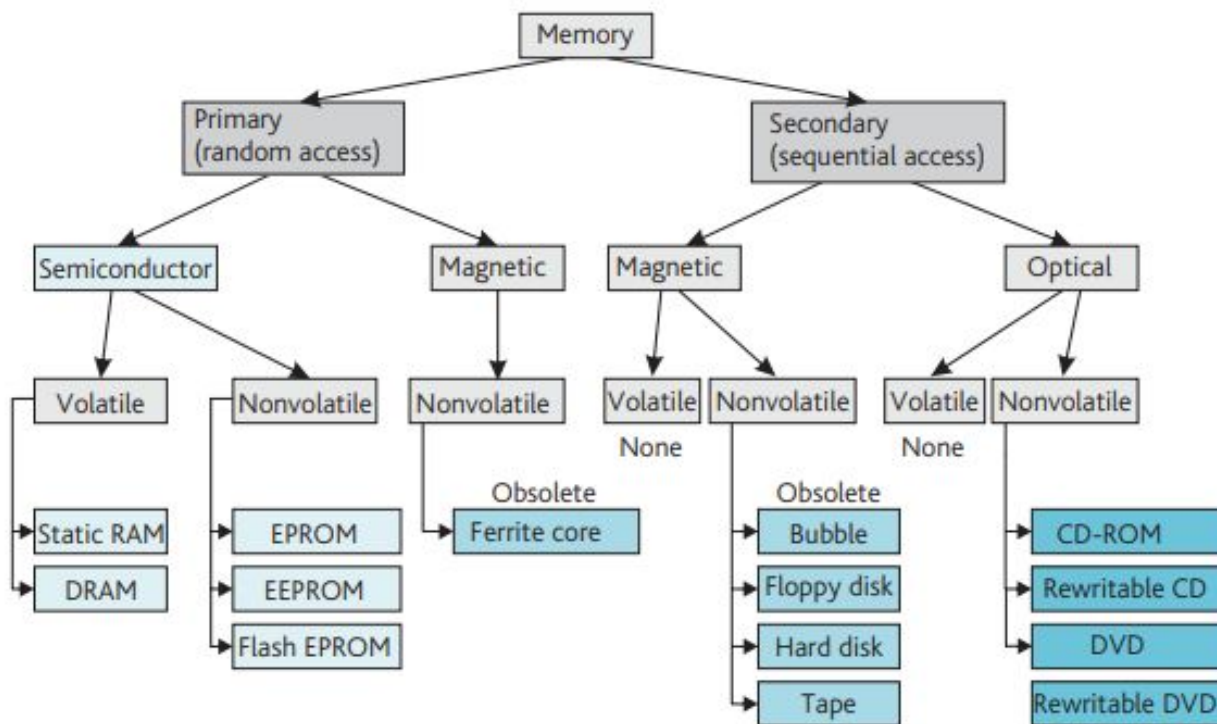 Memory
Primary
(random access)
Secondary
(sequential access)
Semiconductor
Magnetic
Magnetic
Optical
Volatile
Nonvolatile
Nonvolatile
Volatile
Nonvolatile
Volatile
Nonvolatile
None
None
Obsolete
Obsolete
Static RAM
EPROM
Ferrite core
Bubble
CD-ROM
DRAM
EEPROM
Floppy disk
Rewritable CD
Flash EPROM
Hard disk
DVD
Tape
Rewritable DVD